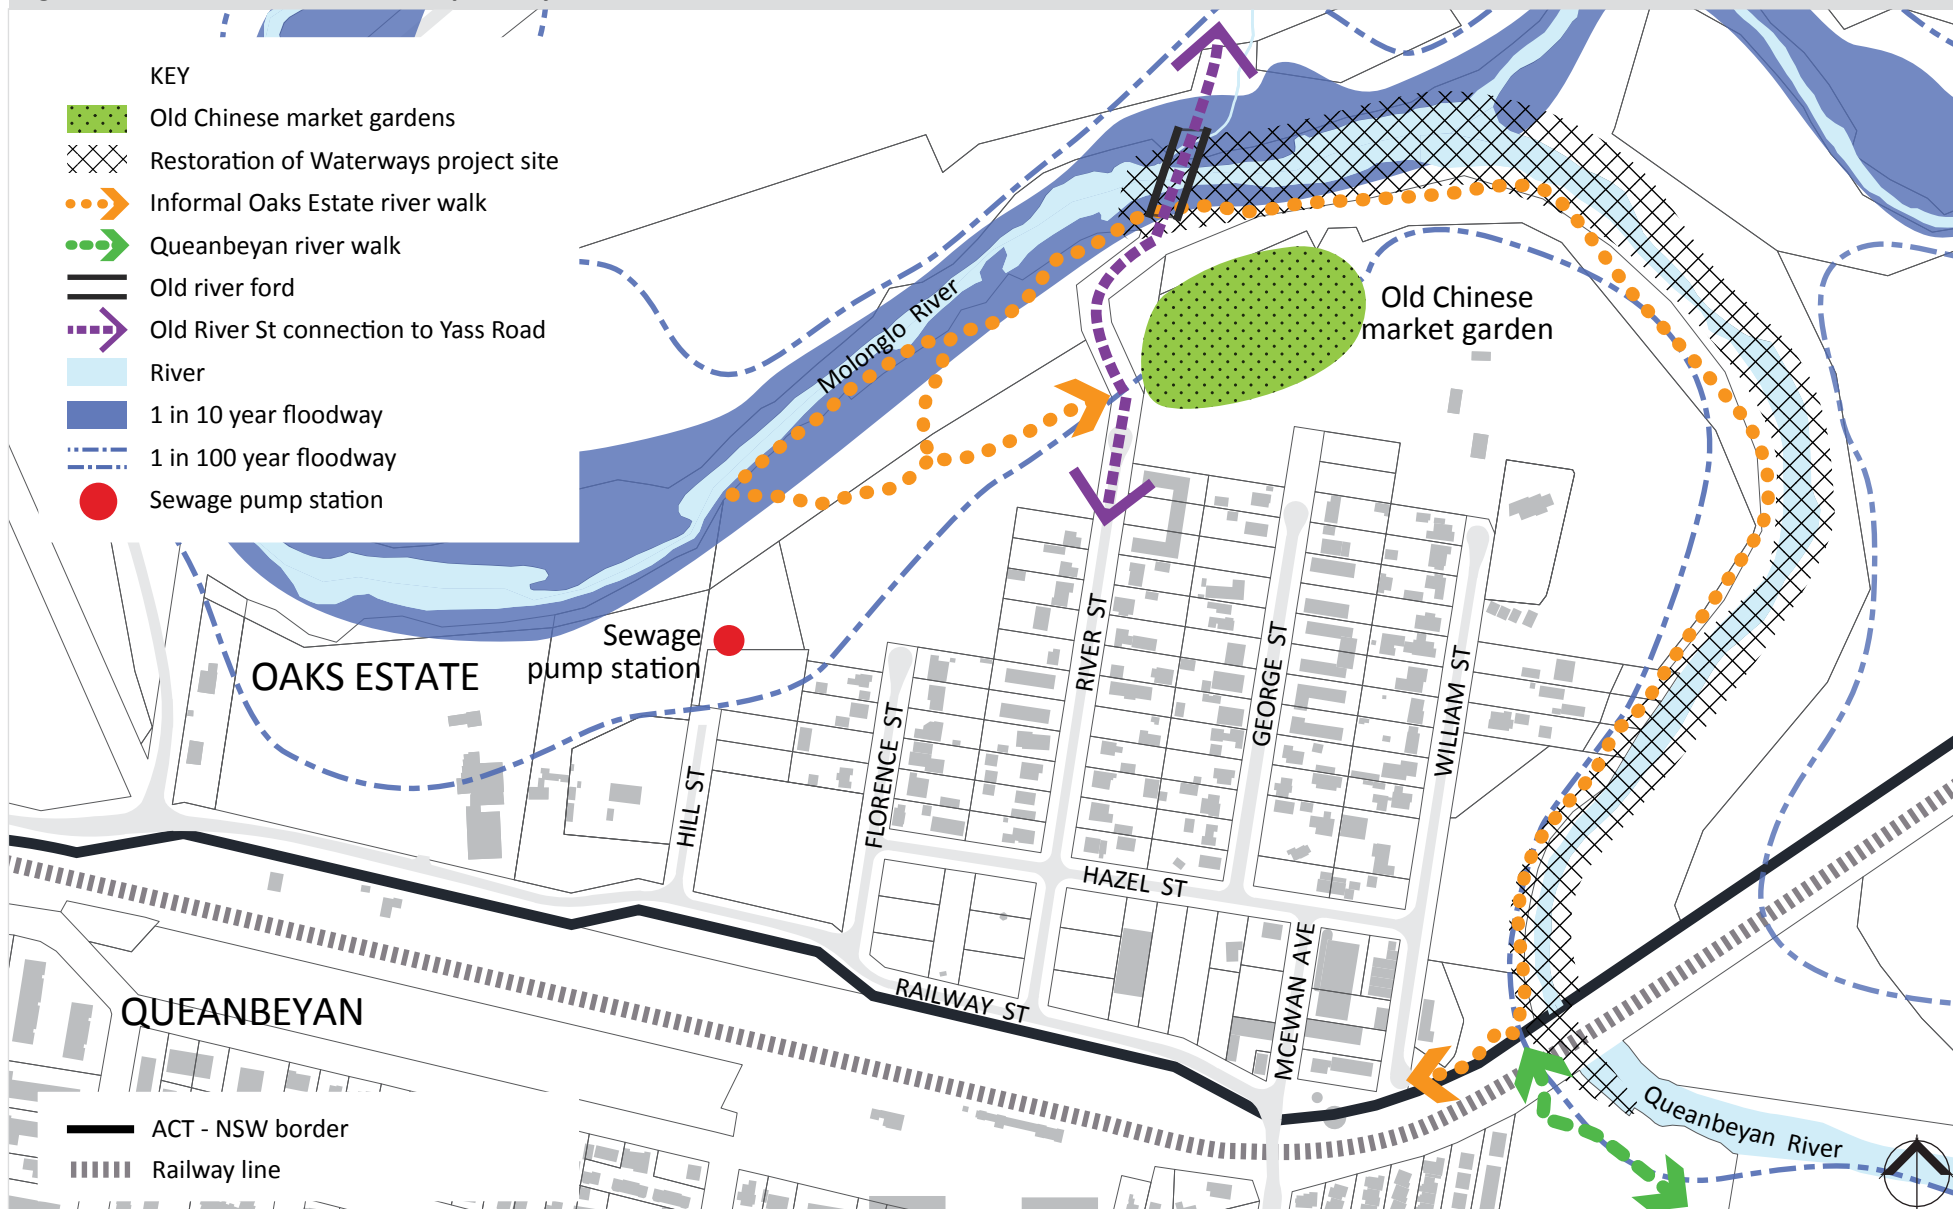 KEY
Old Chinese market gardens
Restoration of Waterways project site
Informal Oaks Estate river walk
Queanbeyan river walk
Old river ford
Old River St connection to Yass Road
River
1 in 10 year floodway
1 in 100 year floodway
Sewage pump station
Molonglo River
Old Chinese
market garden
Sewage
pump station
OAKS ESTATE
RIVER ST
GEORGE ST
WILLIAM ST
FLORENCE ST
HILL ST
HAZEL ST
RAILWAY ST
MCEWAN AVE
QUEANBEYAN
Queanbeyan River
ACT - NSW border
Railway line